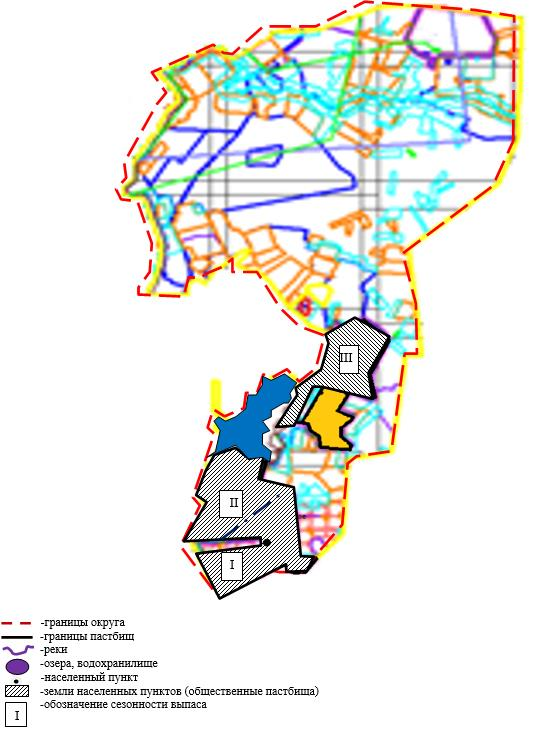 III
II
I
-границы округа
-границы пастбищ
-реки
-озера, водохранилище
-населенный пункт
-земли населенных пунктов (общественные пастбища)
I -обозначение сезонности выпаса